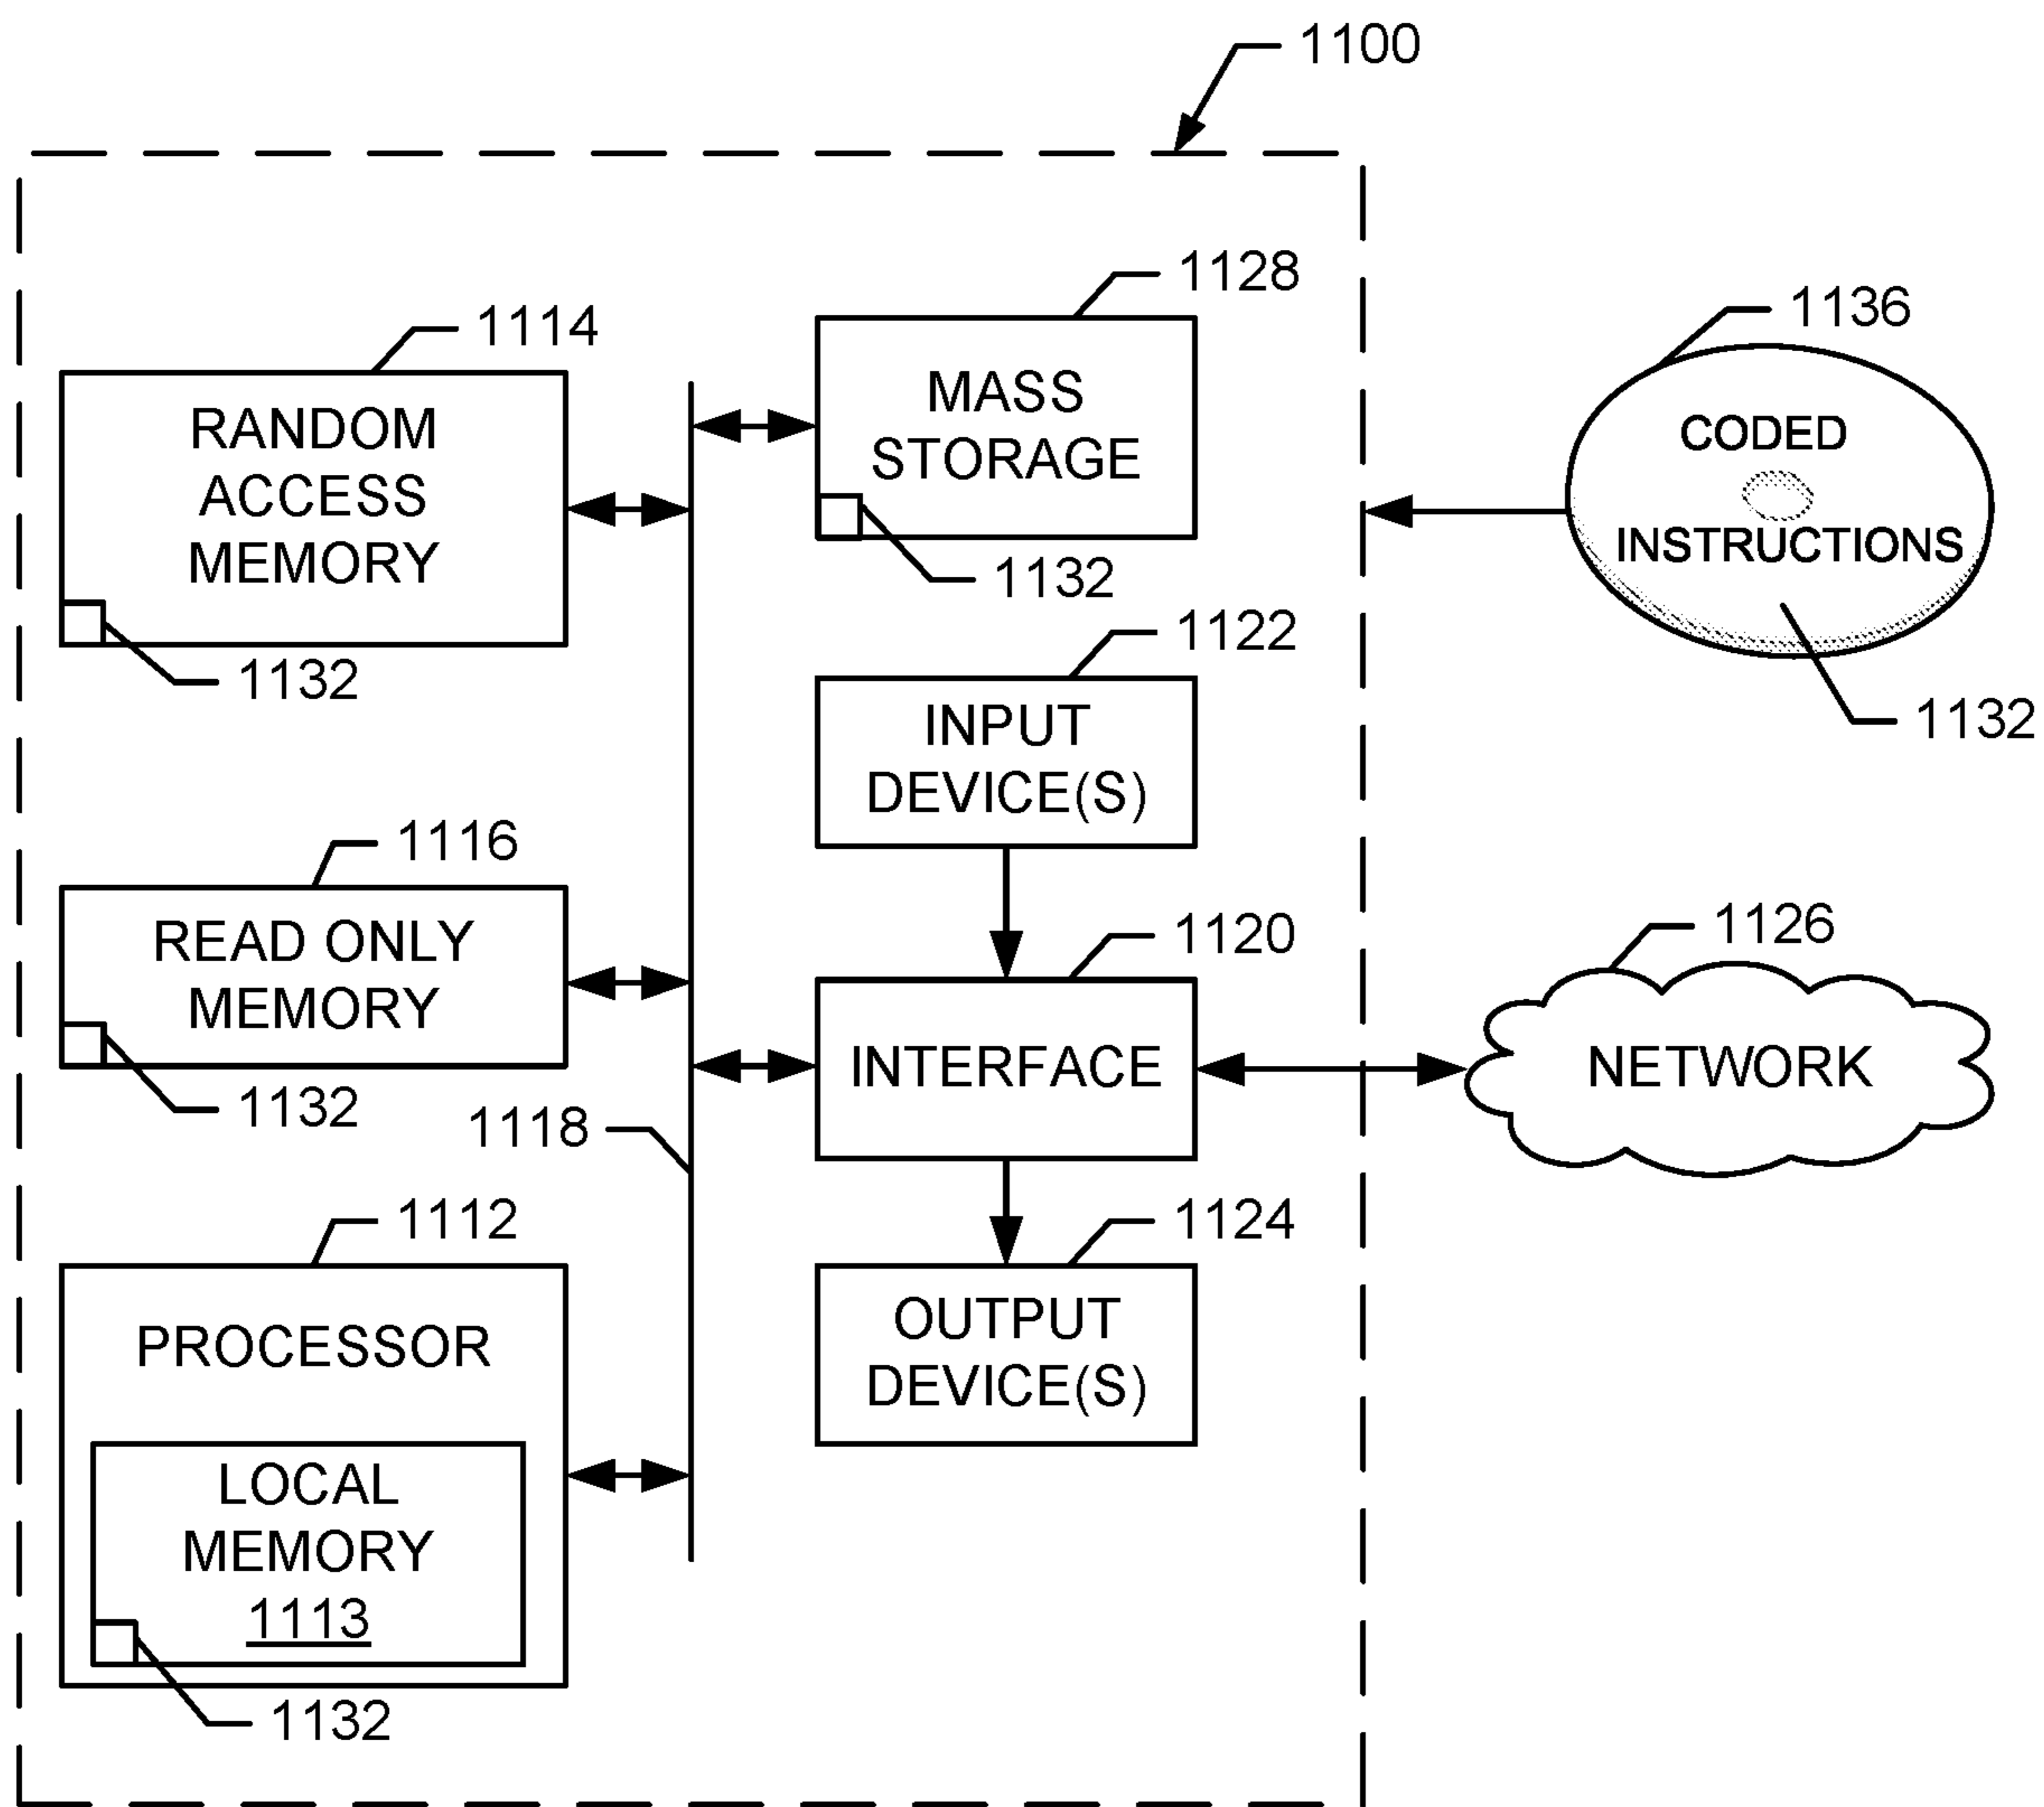 1100
1128
1114
1136
MASS
STORAGE
RANDOM
ACCESS
MEMORY
CODED
INSTRUCTIONS
1132
1132
1132
1122
INPUT
DEVICE(S)
1116
READ ONLY
MEMORY
1132
1120
INTERFACE
1126
NETWORK
1118
1112
PROCESSOR
LOCAL
MEMORY
1113
1132
1124
OUTPUT
DEVICE(S)